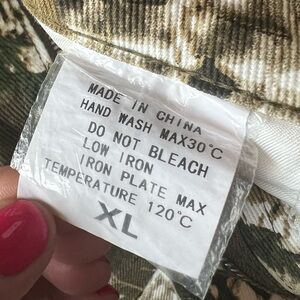 MADE IN CHINA
HAND WASH MAX30°C
DO NOT BLEACH
LOW IRON
IRON PLATE MAX
TEMPERATURE 120°C
XL